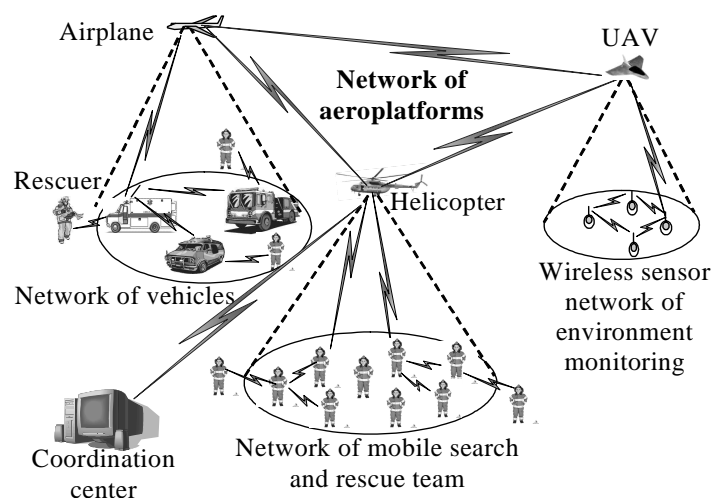 Airplane
UAV
Network of
aeroplatforms
Rescuer
Helicopter
Network of vehicles
Wireless sensor
network of
environment
monitoring
Coordination
center
Network of mobile search
and rescue team